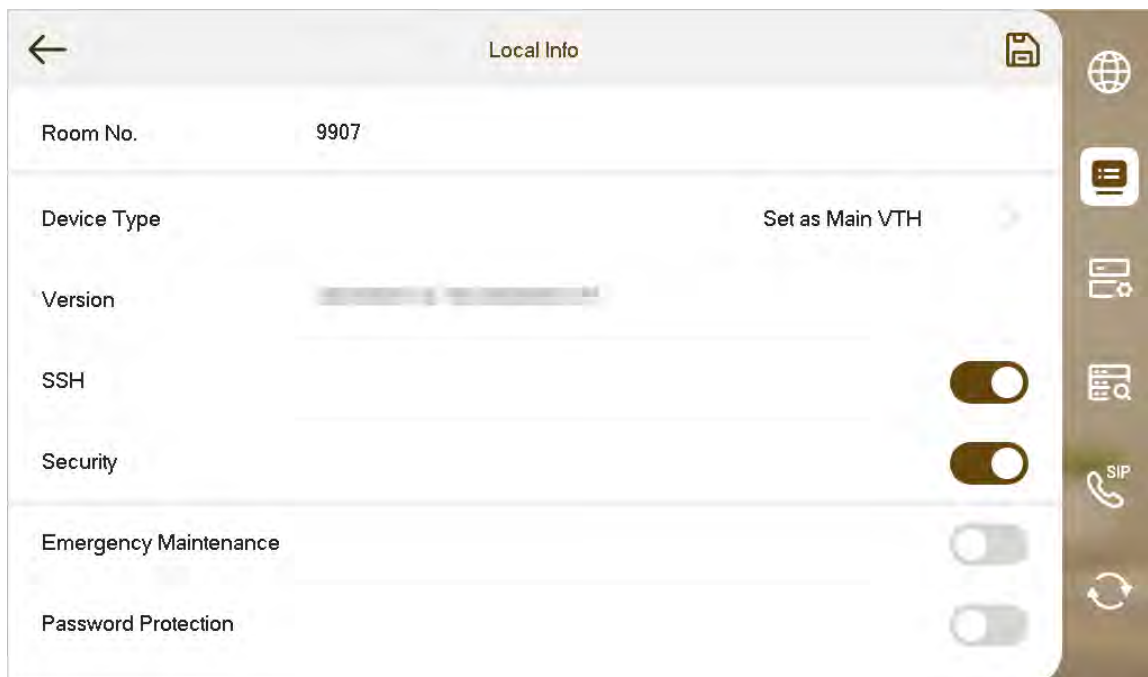 Local Info
Room No. 9907
Device Type Set as Main VTH
Version
SSH
Security
SIP
Emergency Maintenance
Password Protection